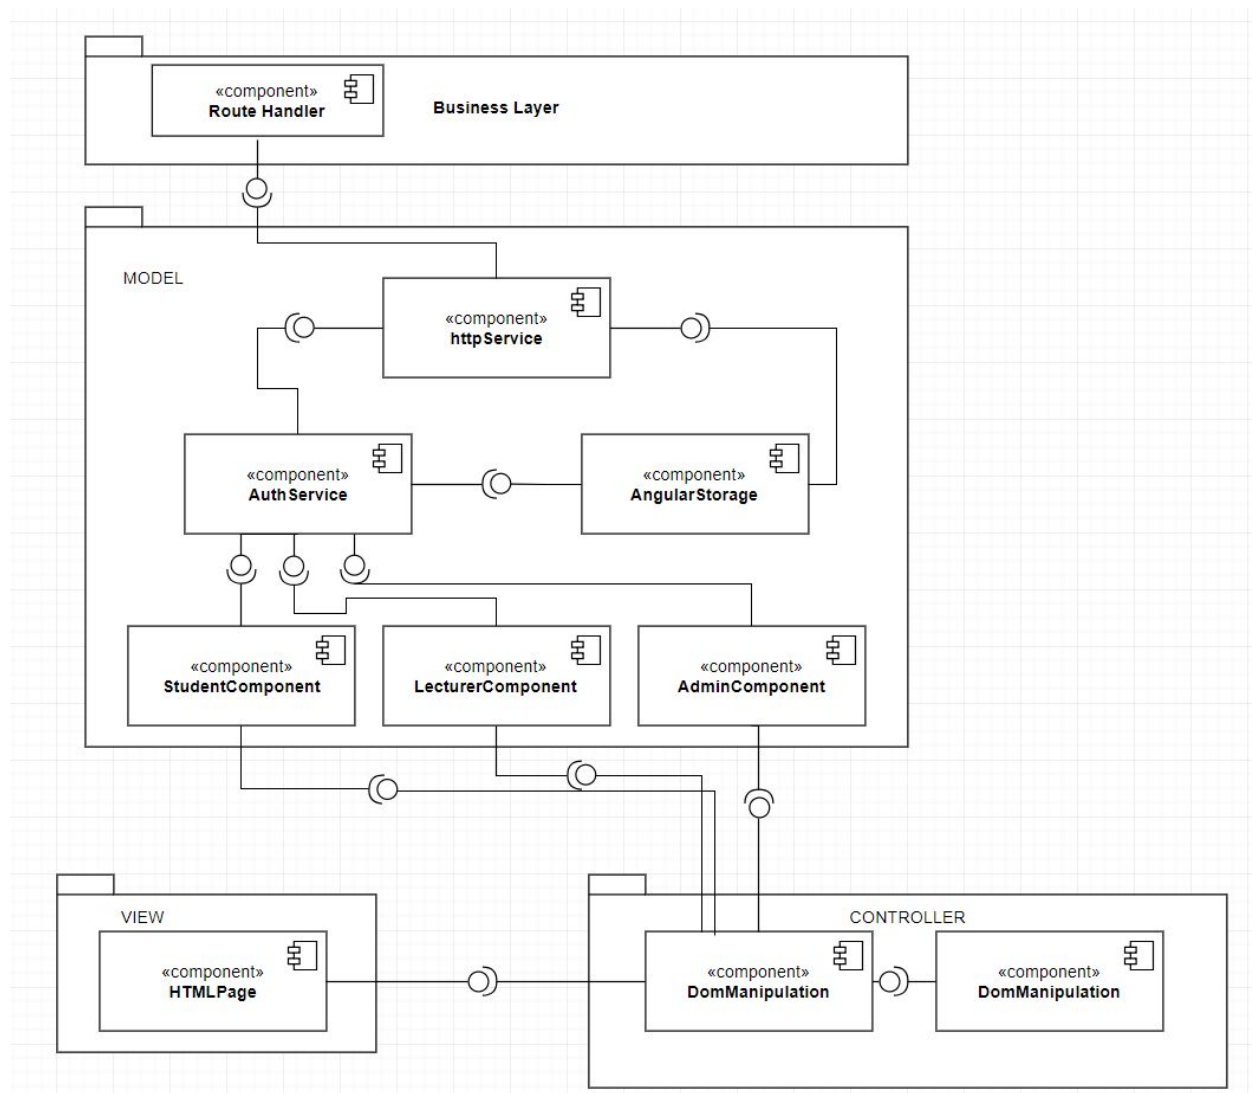 «component»
Route Handler
Business Layer
MODEL
«component»
httpService
«component»
AuthService
«component»
AngularStorage
«component»
StudentComponent
«component»
LecturerComponent
«component»
AdminComponent
VIEW
«component»
HTMLPage
CONTROLLER
«component»
DomManipulation
«component»
DomManipulation